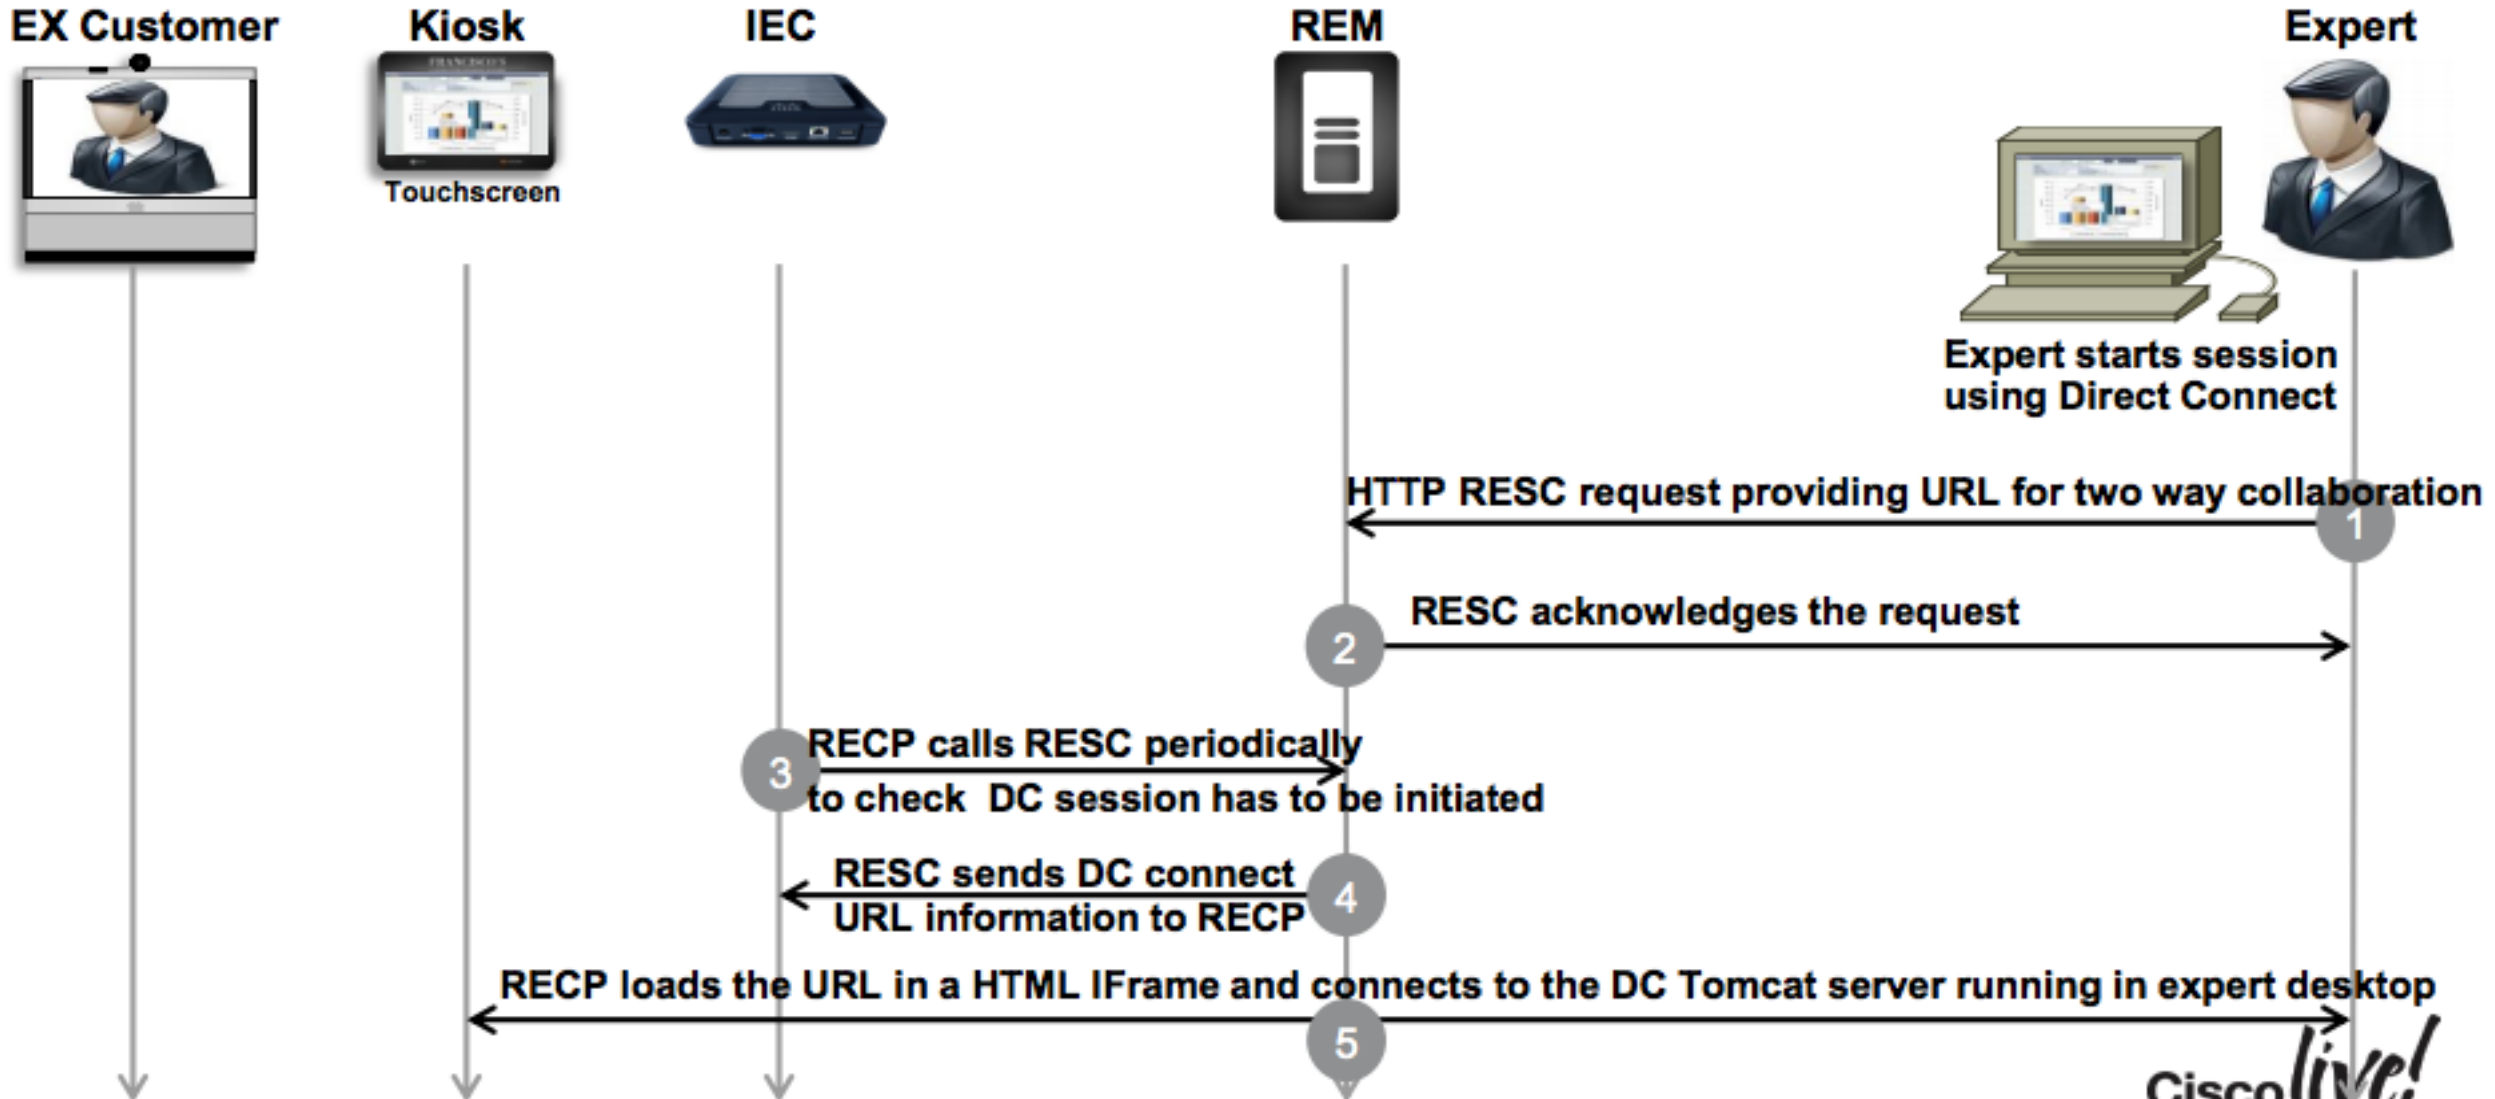 EX Customer
Kiosk
IEC
REM
Expert
FRANCISCO'S
Touchscreen
Expert starts session
using Direct Connect
HTTP RESC request providing URL for two way collaboration
1
RESC acknowledges the request
2
RECP calls RESC periodically
3
to check DC session has to be initiated
RESC sends DC connect
4
URL information to RECP
RECP loads the URL in a HTML IFrame and connects to the DC Tomcat server running in expert desktop
5
Cisco live!